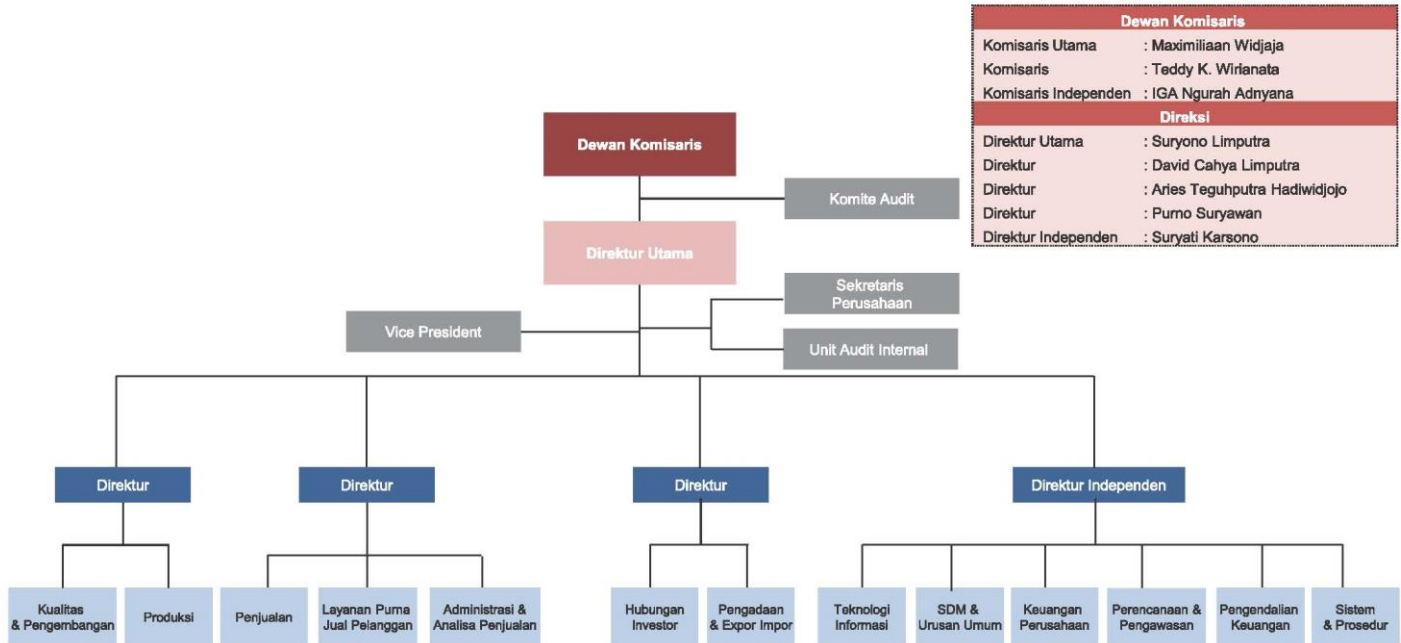 Dewan Komisaris
Komisaris Utama : Maximiliaan Widjaja
Komisaris : Teddy K. Wirianata
Komisaris Independen : IGA Ngurah Adnyana
Direksi
Direktur Utama : Suryono Limputra
Direktur : David Cahya Limputra
Direktur : Aries Teguhputra Hadiwidjojo
Direktur : Purno Suryawan
Direktur Independen : Suryati Karsono
Dewan Komisaris
Komite Audit
Direktur Utama
Sekretaris
Perusahaan
Vice President
Unit Audit Internal
Direktur
Direktur
Direktur
Direktur Independen
Kualitas
& Pengembangan
Produksi
Penjualan
Layanan Purna
Jual Pelanggan
Administrasi &
Analisa Penjualan
Hubungan
Investor
Pengadaan
& Expor Impor
Teknologi
Informasi
SDM &
Urusan Umum
Keuangan
Perusahaan
Perencanaan &
Pengawasan
Pengendalian
Keuangan
Sistem
& Prosedur